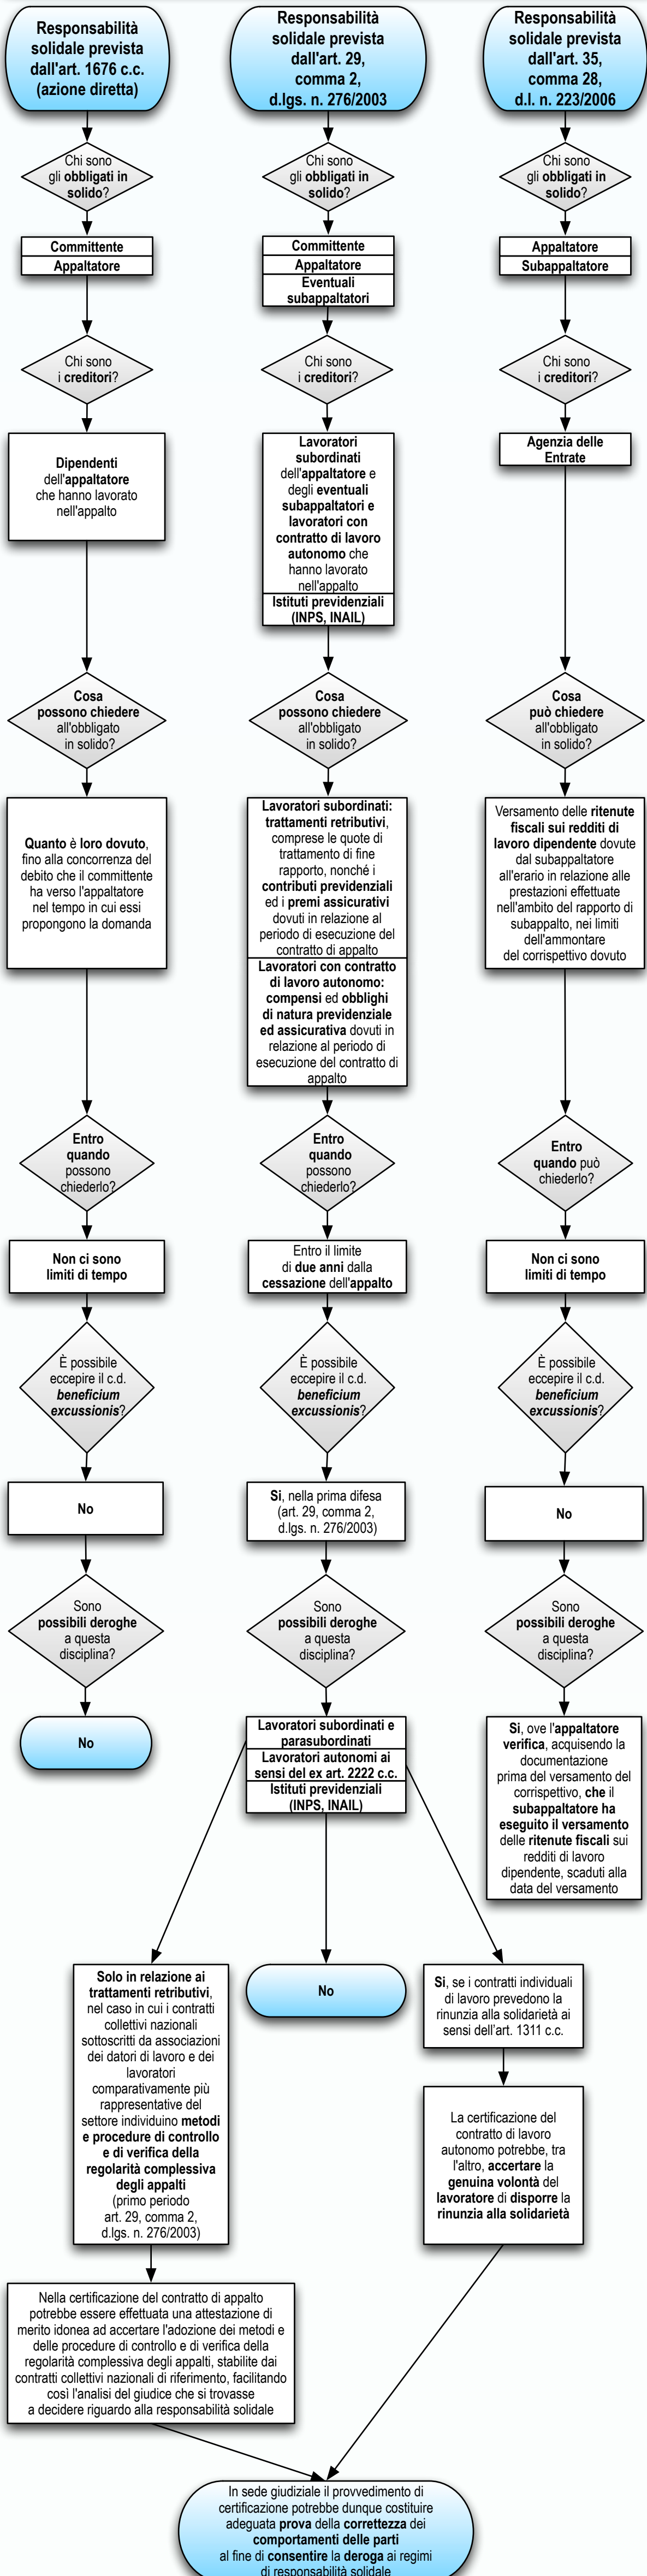 Responsabilità
solidale prevista
dall'art. 1676 c.c.
(azione diretta)
Chi sono
gli obbligati in
solido?
Committente
Appaltatore
Chi sono
i creditori?
Dipendenti
dell'appaltatore
che hanno lavorato
nell'appalto
Cosa
possono chiedere
all'obbligato
in solido?
Quanto è loro dovuto,
fino alla concorrenza del
debito che il committente
ha verso l'appaltatore
nel tempo in cui essi
propongono la domanda
Entro
quando
possono
chiederlo?
Non ci sono
limiti di tempo
È possibile
eccepire il c.d.
beneficium
excussionis?
No
Sono
possibili deroghe
a questa
disciplina?
No
Responsabilità
solidale prevista
dall'art. 29,
comma 2,
d.lgs. n. 276/2003
Chi sono
gli obbligati in
solido?
Committente
Appaltatore
Eventuali
subappaltatori
Chi sono
i creditori?
Lavoratori
subordinati
dell'appaltatore e
degli eventuali
subappaltatori e
lavoratori con
contratto di lavoro
autonomo che
hanno lavorato
nell'appalto
Istituti previdenziali
(INPS, INAIL)
Cosa
possono chiedere
all'obbligato
in solido?
Lavoratori subordinati:
trattamenti retributivi,
comprese le quote di
trattamento di fine
rapporto, nonché i
contributi previdenziali
ed i premi assicurativi
dovuti in relazione al
periodo di esecuzione del
contratto di appalto
Lavoratori con contratto
di lavoro autonomo:
compensi ed obblighi
di natura previdenziale
ed assicurativa dovuti in
relazione al periodo di
esecuzione del contratto di
appalto
Entro
quando
possono
chiederlo?
Entro il limite
di due anni dalla
cessazione dell'appalto
È possibile
eccepire il c.d.
beneficium
excussionis?
Si, nella prima difesa
(art. 29, comma 2,
d.lgs. n. 276/2003)
Sono
possibili deroghe
a questa
disciplina?
Lavoratori subordinati e
parasubordinati
Lavoratori autonomi ai
sensi del ex art. 2222 c.c.
Istituti previdenziali
(INPS, INAIL)
Responsabilità
solidale prevista
dall'art. 35,
comma 28,
d.l. n. 223/2006
Chi sono
gli obbligati in
solido?
Appaltatore
Subappaltatore
Chi sono
i creditori?
Agenzia delle
Entrate
Cosa
può chiedere
all'obbligato
in solido?
Versamento delle ritenute
fiscali sui redditi di
lavoro dipendente dovute
dal subappaltatore
all'erario in relazione alle
prestazioni effettuate
nell'ambito del rapporto di
subappalto, nei limiti
dell'ammontare
del corrispettivo dovuto
Entro
quando può
chiederlo?
Non ci sono
limiti di tempo
È possibile
eccepire il c.d.
beneficium
excussionis?
No
Sono
possibili deroghe
a questa
disciplina?
Si, ove l'appaltatore
verifica, acquisendo la
documentazione
prima del versamento del
corrispettivo, che il
subappaltatore ha
eseguito il versamento
delle ritenute fiscali sui
redditi di lavoro
dipendente, scaduti alla
data del versamento
Solo in relazione ai
trattamenti retributivi,
nel caso in cui i contratti
collettivi nazionali
sottoscritti da associazioni
dei datori di lavoro e dei
lavoratori
comparativamente più
rappresentative del
settore individuino metodi
e procedure di controllo
e di verifica della
regolarità complessiva
degli appalti
(primo periodo
art. 29, comma 2,
d.lgs. n. 276/2003)
No
Si, se i contratti individuali
di lavoro prevedono la
rinunzia alla solidarietà ai
sensi dell'art. 1311 c.c.
La certificazione del
contratto di lavoro
autonomo potrebbe, tra
l'altro, accertare la
genuina volontà del
lavoratore di disporre la
rinunzia alla solidarietà
Nella certificazione del contratto di appalto
potrebbe essere effettuata una attestazione di
merito idonea ad accertare l'adozione dei metodi e
delle procedure di controllo e di verifica della
regolarità complessiva degli appalti, stabilite dai
contratti collettivi nazionali di riferimento, facilitando
così l'analisi del giudice che si trovasse
a decidere riguardo alla responsabilità solidale
In sede giudiziale il provvedimento di
certificazione potrebbe dunque costituire
adeguata prova della correttezza dei
comportamenti delle parti
al fine di consentire la deroga ai regimi
di responsabilità solidale